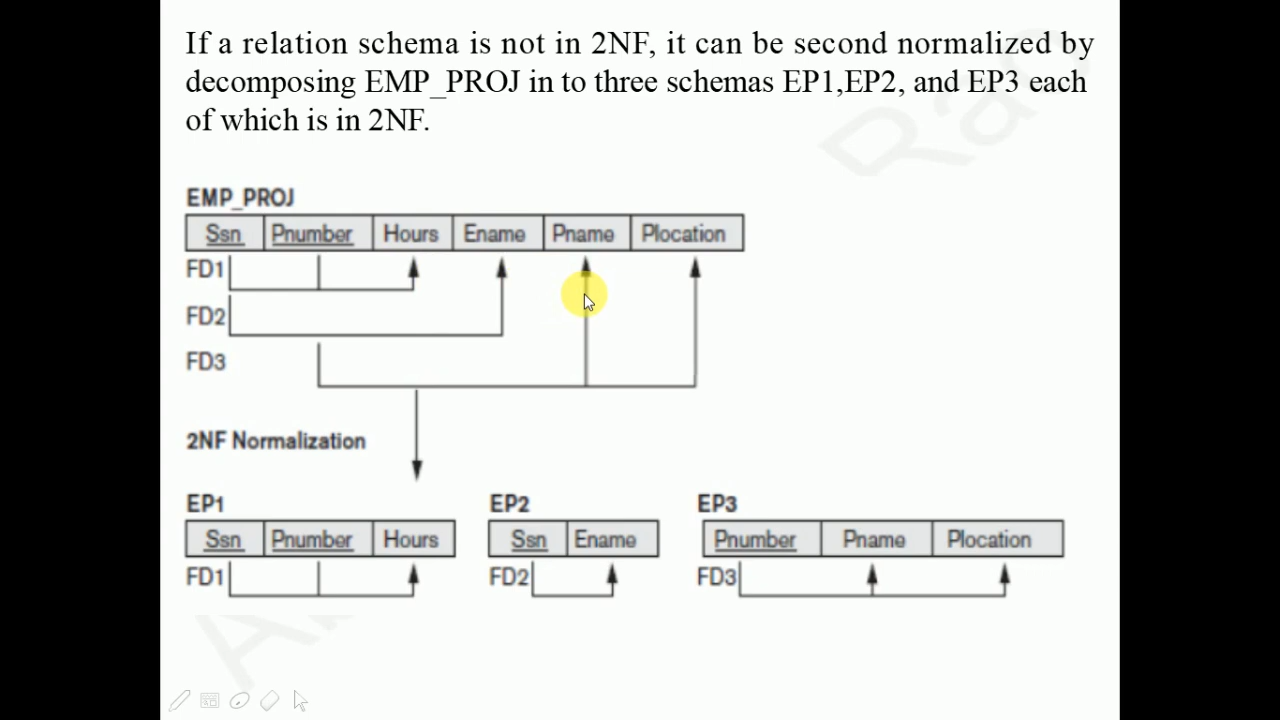 If a relation schema is not in 2NF, it can be second normalized by
decomposing EMP_PROJ in to three schemas EP1,EP2, and EP3 each
of which is in 2NF.
EMP_PROJ
Ssn Pnumber Hours Ename Pname Plocation
FD1
FD2
FD3
2NF Normalization
EP1 EP2 EP3
Ssn Pnumber Hours Ssn Ename Pnumber Pname Plocation
FD1 FD2 FD3